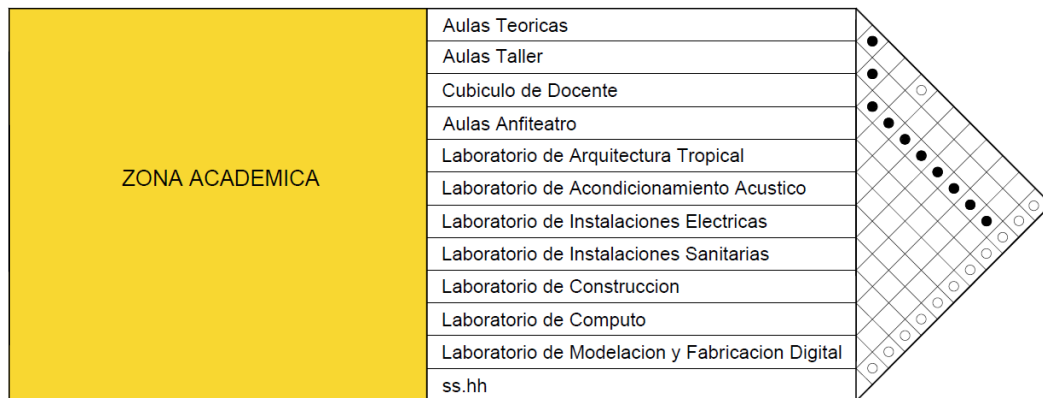 ZONA ACADEMICA
Aulas Teoricas
Aulas Taller
Cubiculo de Docente
Aulas Anfiteatro
Laboratorio de Arquitectura Tropical
Laboratorio de Acondicionamiento Acustico
Laboratorio de Instalaciones Electricas
Laboratorio de Instalaciones Sanitarias
Laboratorio de Construccion
Laboratorio de Computo
Laboratorio de Modelacion y Fabricacion Digital
ss.hh